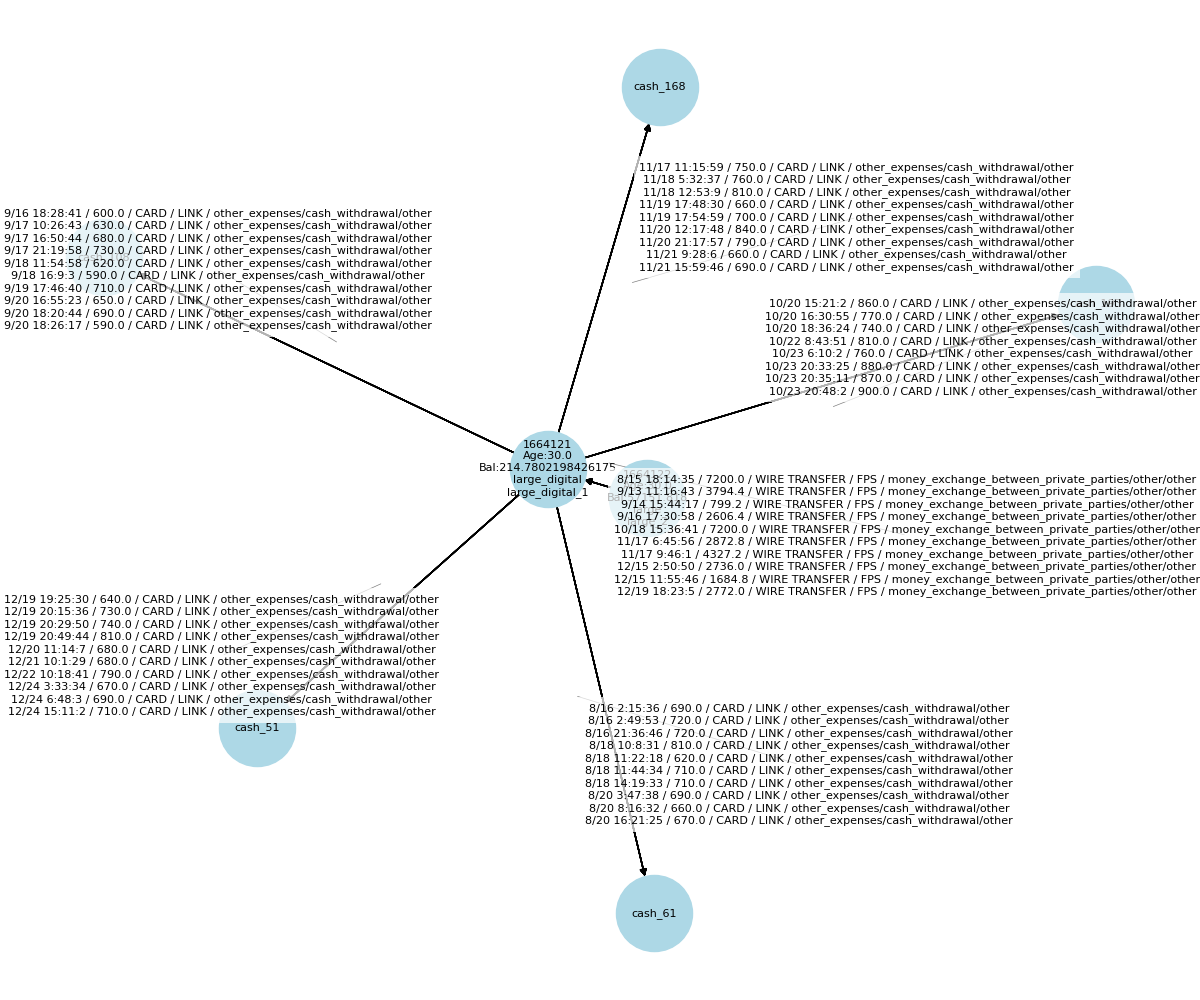 cash_168
11/17 11:15:59 / 750.0 / CARD / LINK / other_expenses/cash_withdrawal/other
11/18 5:32:37 / 760.0 / CARD / LINK / other_expenses/cash_withdrawal/other
11/18 12:53:9 / 810.0 / CARD / LINK / other_expenses/cash_withdrawal/other
11/19 17:48:30 / 660.0 / CARD / LINK / other_expenses/cash_withdrawal/other
11/19 17:54:59 / 700.0 / CARD / LINK / other_expenses/cash_withdrawal/other
11/20 12:17:48 / 840.0 / CARD / LINK / other_expenses/cash_withdrawal/other
11/20 21:17:57 / 790.0 / CARD / LINK / other_expenses/cash_withdrawal/other
11/21 9:28:6 / 660.0 / CARD / LINK / other_expenses/cash_withdrawal/other
11/21 15:59:46 / 690.0 / CARD / LINK / other_expenses/cash_withdrawal/other
9/16 18:28:41 / 600.0 / CARD / LINK / other_expenses/cash_withdrawal/other
9/17 10:26:43 / 630.0 / CARD / LINK / other_expenses/cash_withdrawal/other
9/17 16:50:44 / 680.0 / CARD / LINK / other_expenses/cash_withdrawal/other
9/17 21:19:58 / 730.0 / CARD / LINK / other_expenses/cash_withdrawal/other
9/18 11:54:58 / 620.0 / CARD / LINK / other_expenses/cash_withdrawal/other
9/18 16:9:3 / 590.0 / CARD / LINK / other_expenses/cash_withdrawal/other
9/19 17:46:40 / 710.0 / CARD / LINK / other_expenses/cash_withdrawal/other
9/20 16:55:23 / 650.0 / CARD / LINK / other_expenses/cash_withdrawal/other
9/20 18:20:44 / 690.0 / CARD / LINK / other_expenses/cash_withdrawal/other
9/20 18:26:17 / 590.0 / CARD / LINK / other_expenses/cash_withdrawal/other
10/20 15:21:2 / 860.0 / CARD / LINK / other_expenses/cash_withdrawal/other
10/20 16:30:55 / 770.0 / CARD / LINK / other_expenses/cash_withdrawal/other
10/20 18:36:24 / 740.0 / CARD / LINK / other_expenses/cash_withdrawal/other
10/22 8:43:51 / 810.0 / CARD / LINK / other_expenses/cash_withdrawal/other
10/23 6:10:2 / 760.0 / CARD / LINK / other_expenses/cash_withdrawal/other
10/23 20:33:25 / 880.0 / CARD / LINK / other_expenses/cash_withdrawal/other
10/23 20:35:11 / 870.0 / CARD / LINK / other_expenses/cash_withdrawal/other
10/23 20:48:2 / 900.0 / CARD / LINK / other_expenses/cash_withdrawal/other
1664121
Age:30.0
Bal:214.7802198426175
large_digital
large_digital_1
1664122
8/15 18:14:35 / 7200.0 / WIRE TRANSFER / FPS / money_exchange_between_private_parties/other/other
9/13 11:16:43 / 3794.4 / WIRE TRANSFER / FPS / money_exchange_between_private_parties/other/other
9/14 15:44:17 / 799.2 / WIRE TRANSFER / FPS / money_exchange_between_private_parties/other/other
9/16 17:30:58 / 2606.4 / WIRE TRANSFER / FPS / money_exchange_between_private_parties/other/other
10/18 15:36:41 / 7200.0 / WIRE TRANSFER / FPS / money_exchange_between_private_parties/other/other
11/17 6:45:56 / 2872.8 / WIRE TRANSFER / FPS / money_exchange_between_private_parties/other/other
11/17 9:46:1 / 4327.2 / WIRE TRANSFER / FPS / money_exchange_between_private_parties/other/other
12/15 2:50:50 / 2736.0 / WIRE TRANSFER / FPS / money_exchange_between_private_parties/other/other
12/15 11:55:46 / 1684.8 / WIRE TRANSFER / FPS / money_exchange_between_private_parties/other/other
12/19 18:23:5 / 2772.0 / WIRE TRANSFER / FPS / money_exchange_between_private_parties/other/other
12/19 19:25:30 / 640.0 / CARD / LINK / other_expenses/cash_withdrawal/other
12/19 20:15:36 / 730.0 / CARD / LINK / other_expenses/cash_withdrawal/other
12/19 20:29:50 / 740.0 / CARD / LINK / other_expenses/cash_withdrawal/other
12/19 20:49:44 / 810.0 / CARD / LINK / other_expenses/cash_withdrawal/other
12/20 11:14:7 / 680.0 / CARD / LINK / other_expenses/cash_withdrawal/other
12/21 10:1:29 / 680.0 / CARD / LINK / other_expenses/cash_withdrawal/other
12/22 10:18:41 / 790.0 / CARD / LINK / other_expenses/cash_withdrawal/other
12/24 3:33:34 / 670.0 / CARD / LINK / other_expenses/cash_withdrawal/other
12/24 6:48:3 / 690.0 / CARD / LINK / other_expenses/cash_withdrawal/other
12/24 15:11:2 / 710.0 / CARD / LINK / other_expenses/cash_withdrawal/other
cash_51
8/16 2:15:36 / 690.0 / CARD / LINK / other_expenses/cash_withdrawal/other
8/16 2:49:53 / 720.0 / CARD / LINK / other_expenses/cash_withdrawal/other
8/16 21:36:46 / 720.0 / CARD / LINK / other_expenses/cash_withdrawal/other
8/18 10:8:31 / 810.0 / CARD / LINK / other_expenses/cash_withdrawal/other
8/18 11:22:18 / 620.0 / CARD / LINK / other_expenses/cash_withdrawal/other
8/18 11:44:34 / 710.0 / CARD / LINK / other_expenses/cash_withdrawal/other
8/18 14:19:33 / 710.0 / CARD / LINK / other_expenses/cash_withdrawal/other
8/20 3:47:38 / 690.0 / CARD / LINK / other_expenses/cash_withdrawal/other
8/20 8:16:32 / 660.0 / CARD / LINK / other_expenses/cash_withdrawal/other
8/20 16:21:25 / 670.0 / CARD / LINK / other_expenses/cash_withdrawal/other
cash_61